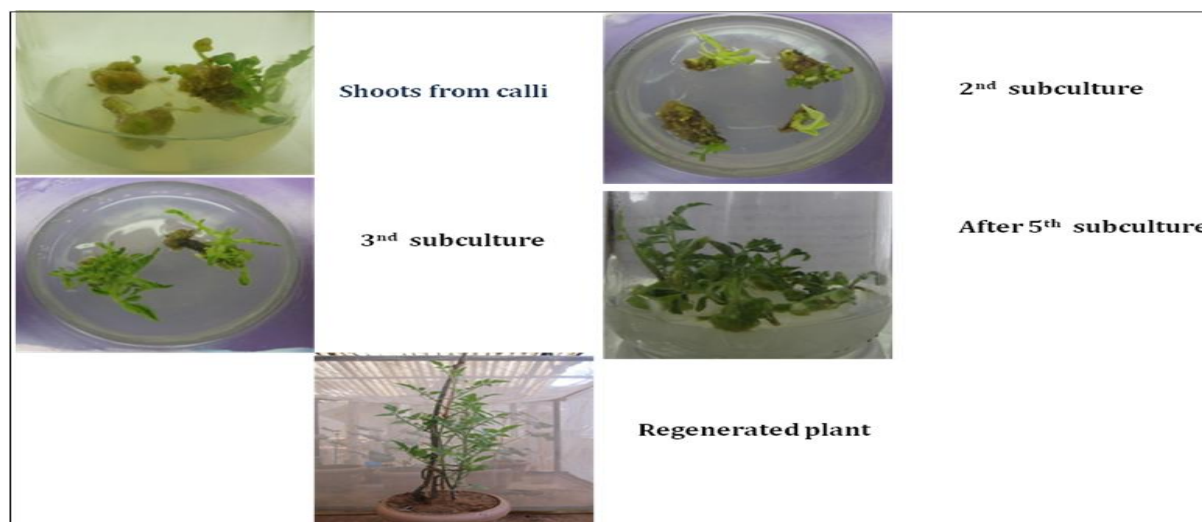 Shoots from calli
2nd subculture
3nd subculture
After 5th subculture
Regenerated plant